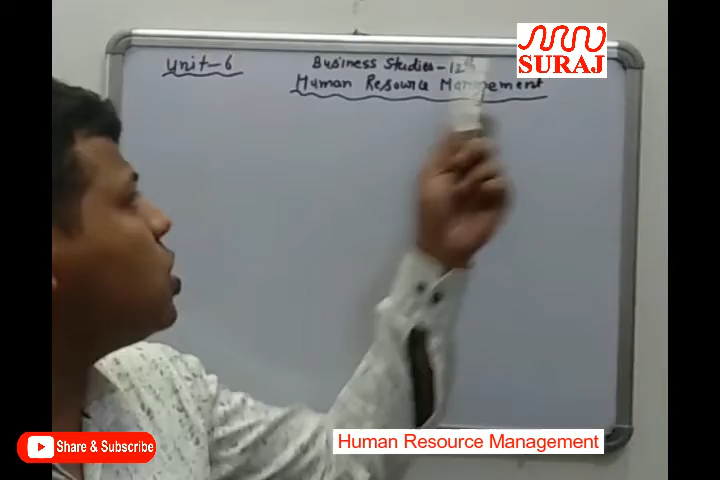 SURAJ
Unit-6
Business Studies-12th
Human Resource Management
Human Resource Management
Share & Subscribe